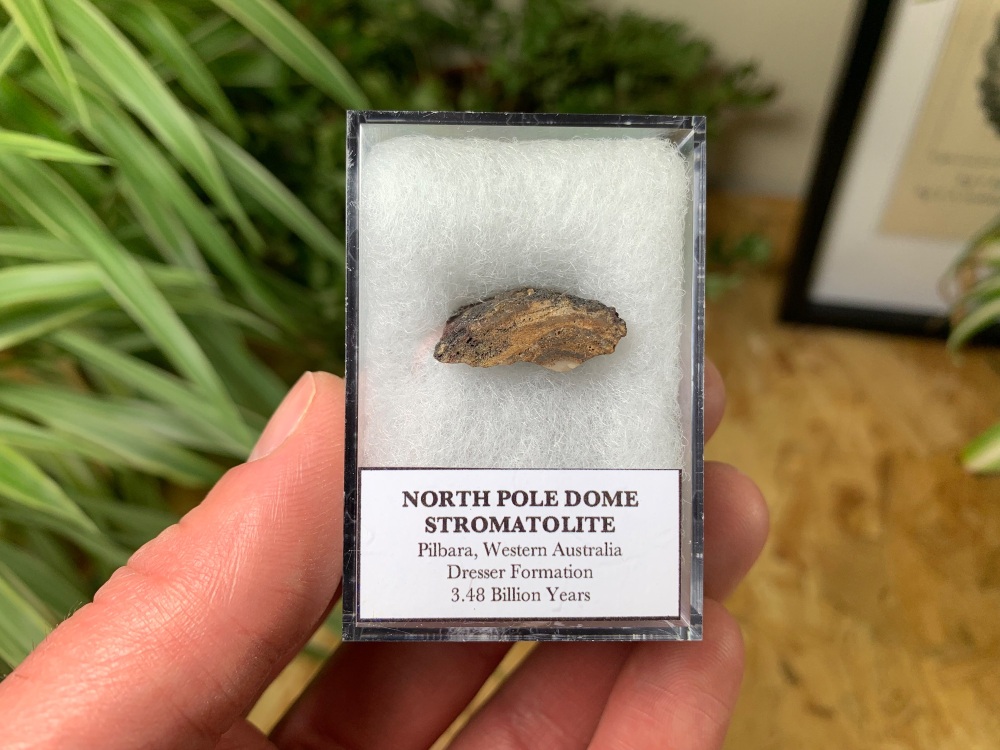 NORTH POLE DOME
STROMATOLITE
Pilbara, Western Australia
Dresser Formation
3.48 Billion Years